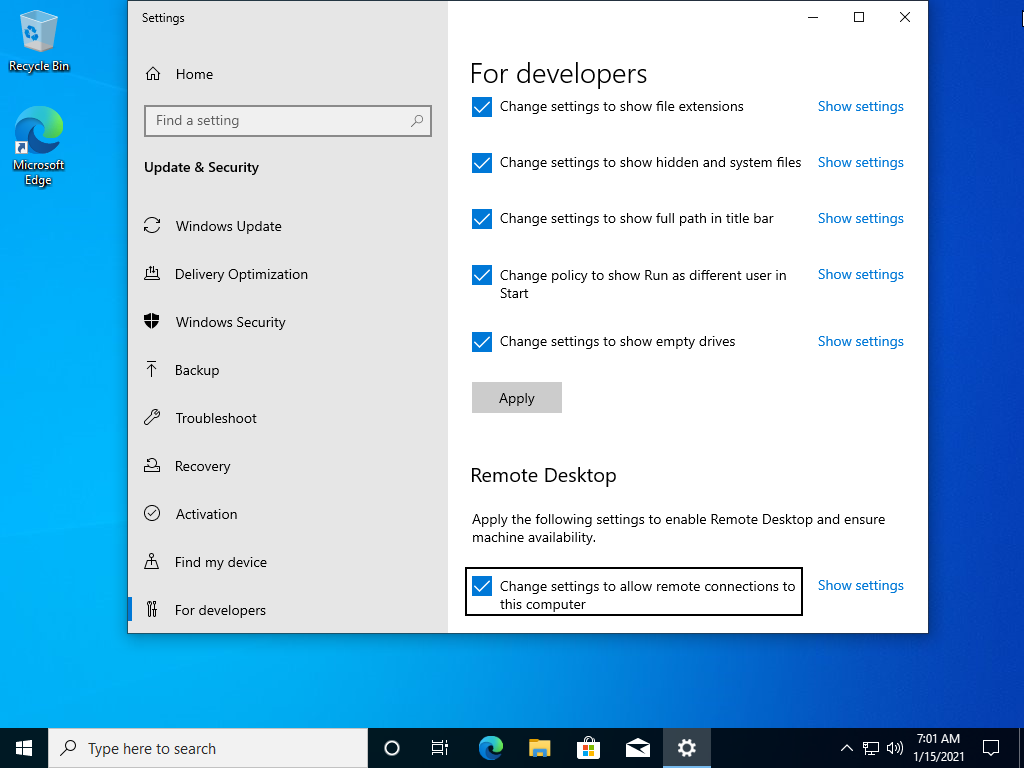 Recycle Bin
Microsoft
Edge
Settings
Home
Find a setting
Update & Security
Windows Update
Delivery Optimization
Windows Security
Backup
Troubleshoot
Recovery
Activation
Find my device
For developers
For developers
Change settings to show file extensions
Show settings
Change settings to show hidden and system files
Show settings
Change settings to show full path in title bar
Show settings
Change policy to show Run as different user in
Start
Show settings
Change settings to show empty drives
Show settings
Apply
Remote Desktop
Apply the following settings to enable Remote Desktop and ensure
machine availability.
Change settings to allow remote connections to
this computer
Show settings
Type here to search
7:01 AM
1/15/2021